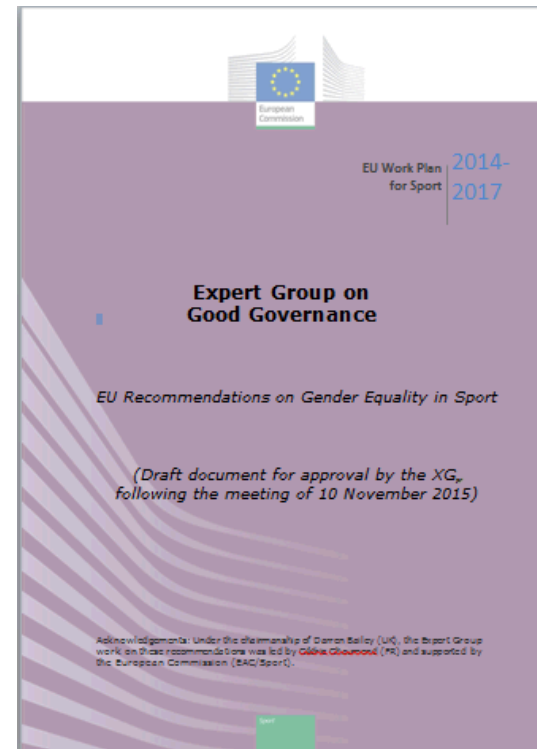 European
Commission
EU Work Plan 2014-
for Sport 2017
Expert Group on
Good Governance
EU Recommendations on Gender Equality in Sport
(Draft document for approval by the XG,
following the meeting of 10 November 2015)
Acknowledgements: Under the chairmanship of Darren Bailey (UK), the Expert Group
work on these recommendations was led by (FR) and supported by
the European Commission (EAC/Sport).
Sport